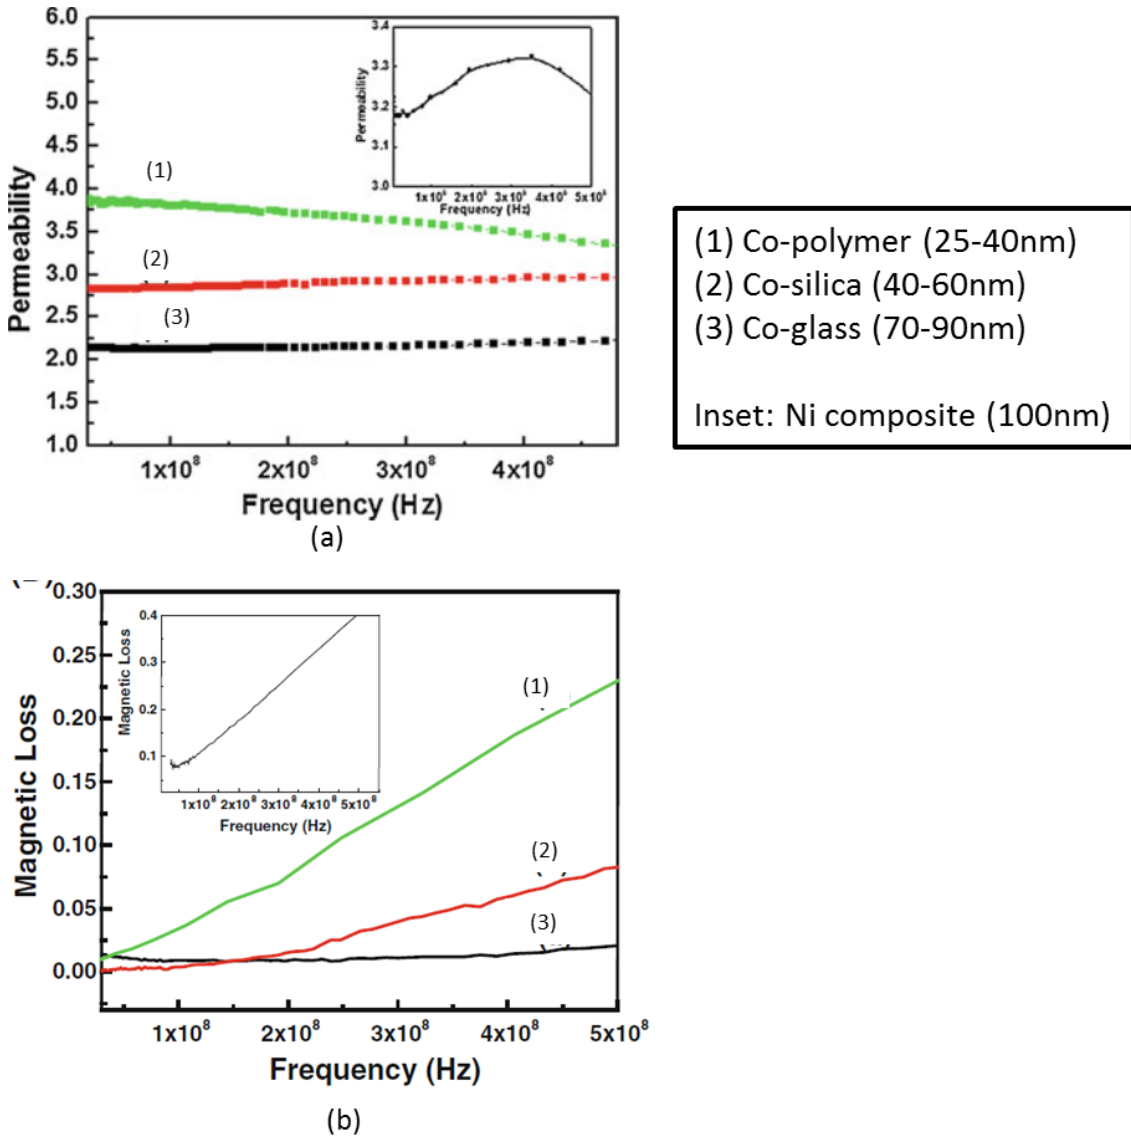 6.0
5.5
5.0
4.5
4.0
3.5
3.0
2.5
2.0
1.5
1.0
Permeability
(1)
(2)
(3)
1x10⁸
2x10⁸
3x10⁸
4x10⁸
Frequency (Hz)
3.4
3.3
3.2
3.1
3.0
Permeability
1x10⁸
2x10⁸
3x10⁸
4x10⁸
5x10⁸
Frequency (Hz)
(a)
(1) Co-polymer (25-40nm)
(2) Co-silica (40-60nm)
(3) Co-glass (70-90nm)
Inset: Ni composite (100nm)
0.30
0.25
0.20
0.15
0.10
0.05
0.00
Magnetic Loss
0.4
0.3
0.2
0.1
Magnetic Loss
1x10⁸
2x10⁸
3x10⁸
4x10⁸
5x10⁸
Frequency (Hz)
(1)
(2)
(3)
1x10⁸
2x10⁸
3x10⁸
4x10⁸
5x10⁸
Frequency (Hz)
(b)